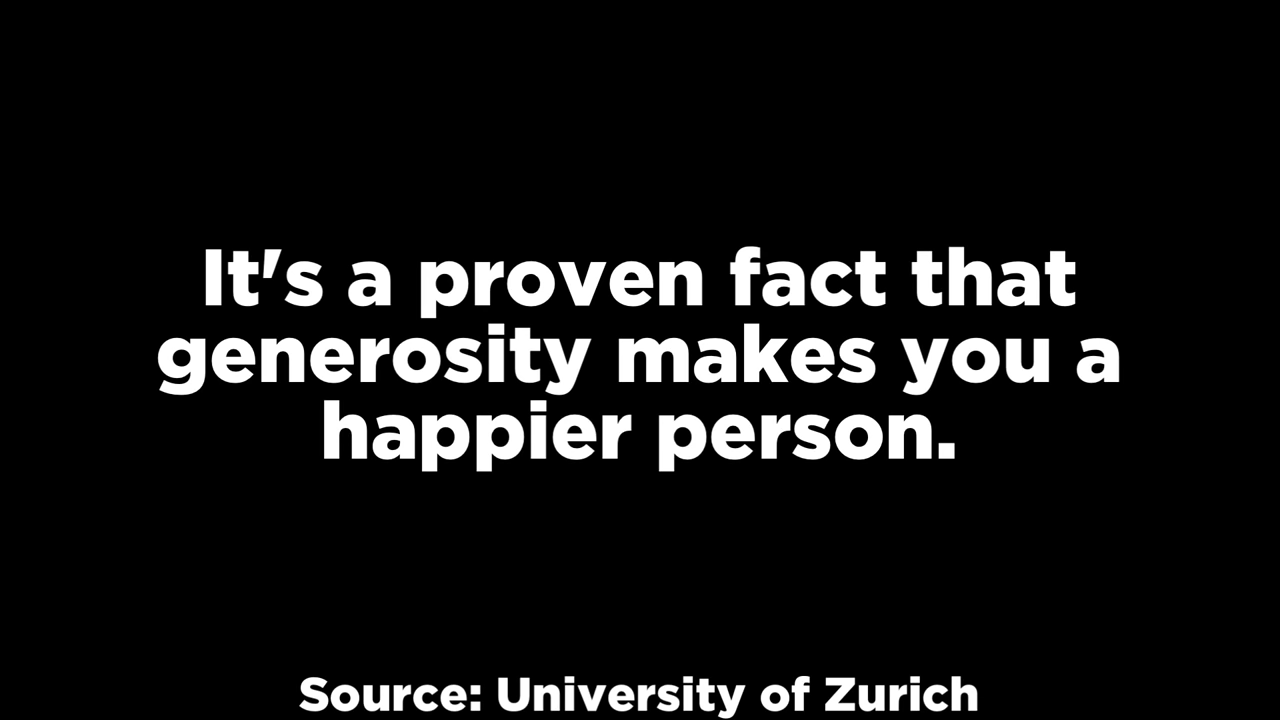 It's a proven fact that
generosity makes you a
happier person.
Source: University of Zurich